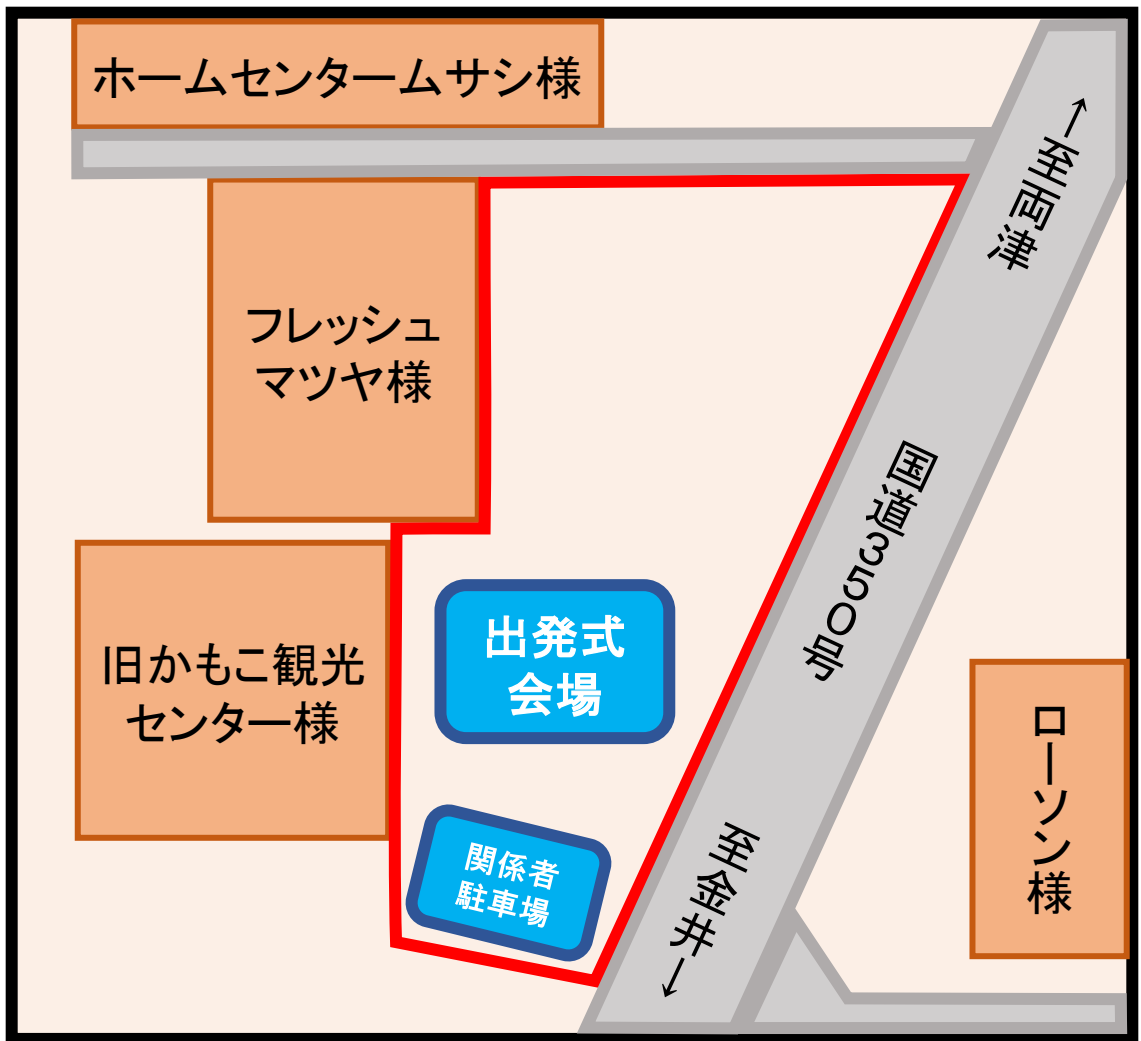 ホームセンタームサシ様
←至両津
フレッシュ
マツヤ様
国道350号
旧かもこ観光
センター様
出発式
会場
ローソン様
関係者
駐車場
至金井→